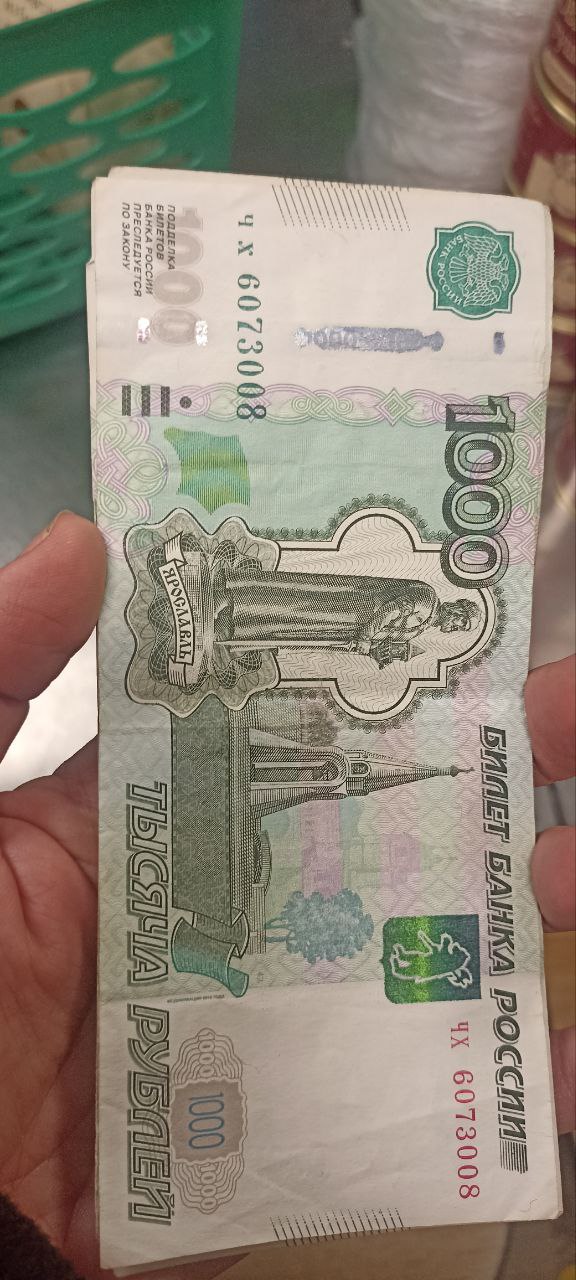 1000
БИЛЕТ БАНКА РОССИИ
БАНК РОССИИ
ЧХ 6073008
чх 6073008
ЯРОСЛАВЛЬ
1000
ПОДДЕЛКА
БИЛЕТОВ
БАНКА РОССИИ
ПРЕСЛЕДУЕТСЯ
ПО ЗАКОНУ
1000 1000 1000
ТЫСЯЧА РУБЛЕЙ